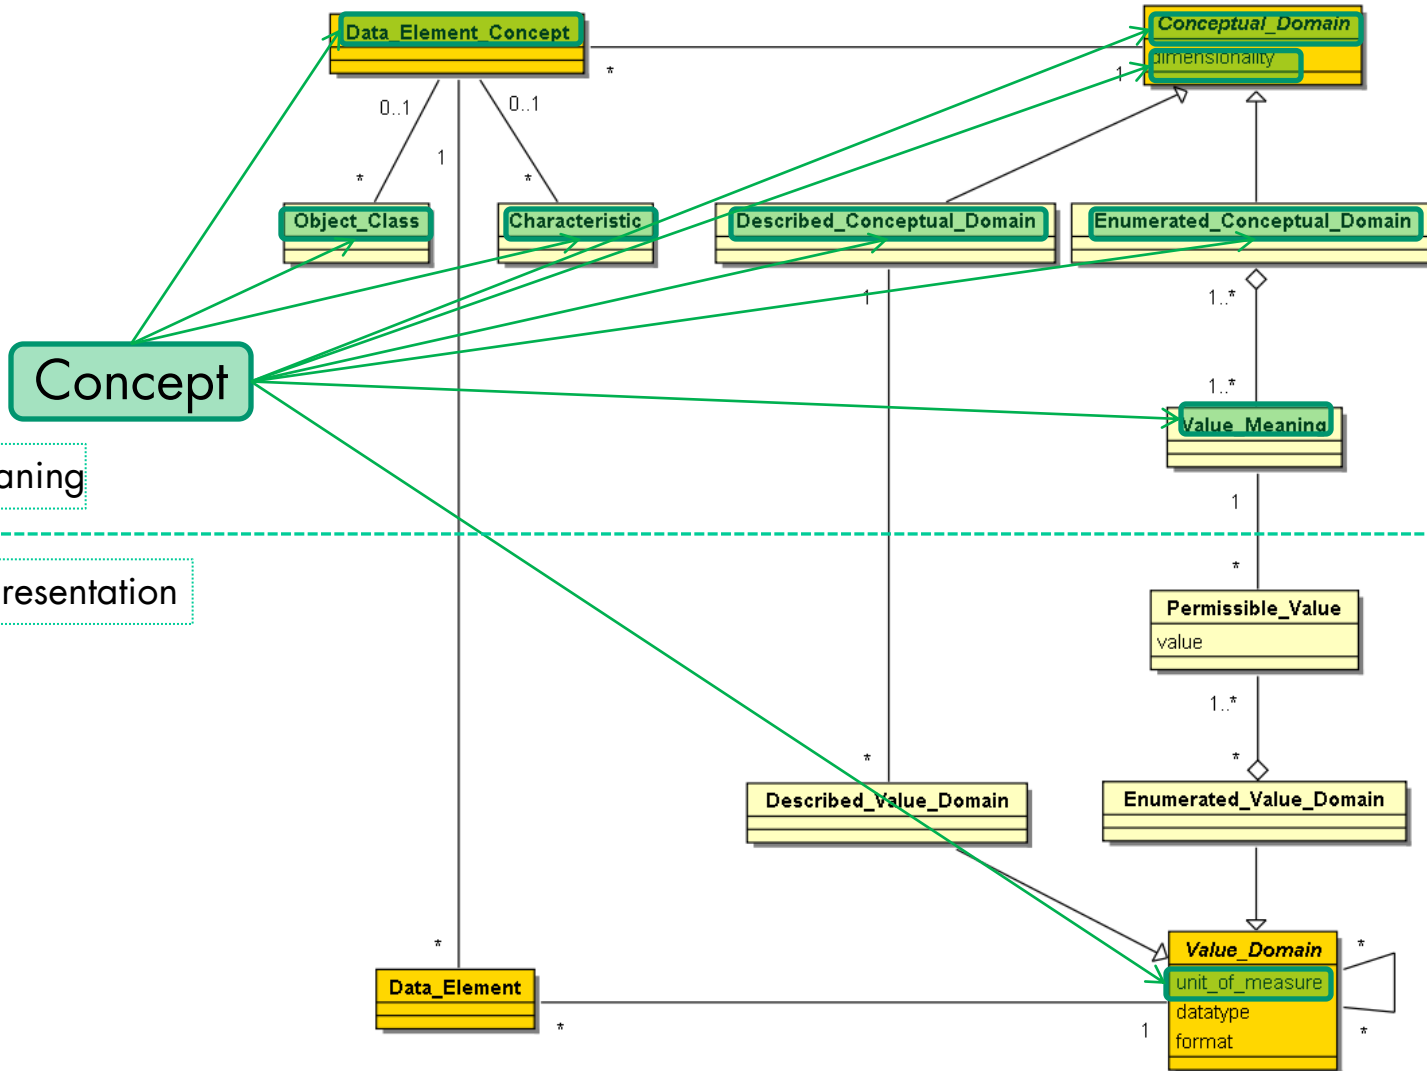 Data_Element_Concept
Conceptual_Domain
dimensionality
*
1
0..1
0..1
1
*
*
Object_Class
Characteristic
Described_Conceptual_Domain
Enumerated_Conceptual_Domain
1
1..*
Concept
1..*
Value_Meaning
aning
1
*
resentation
Permissible_Value
value
1..*
*
*
Described_Value_Domain
Enumerated_Value_Domain
*
Value_Domain
*
Data_Element
unit_of_measure
datatype
format
*
1
*